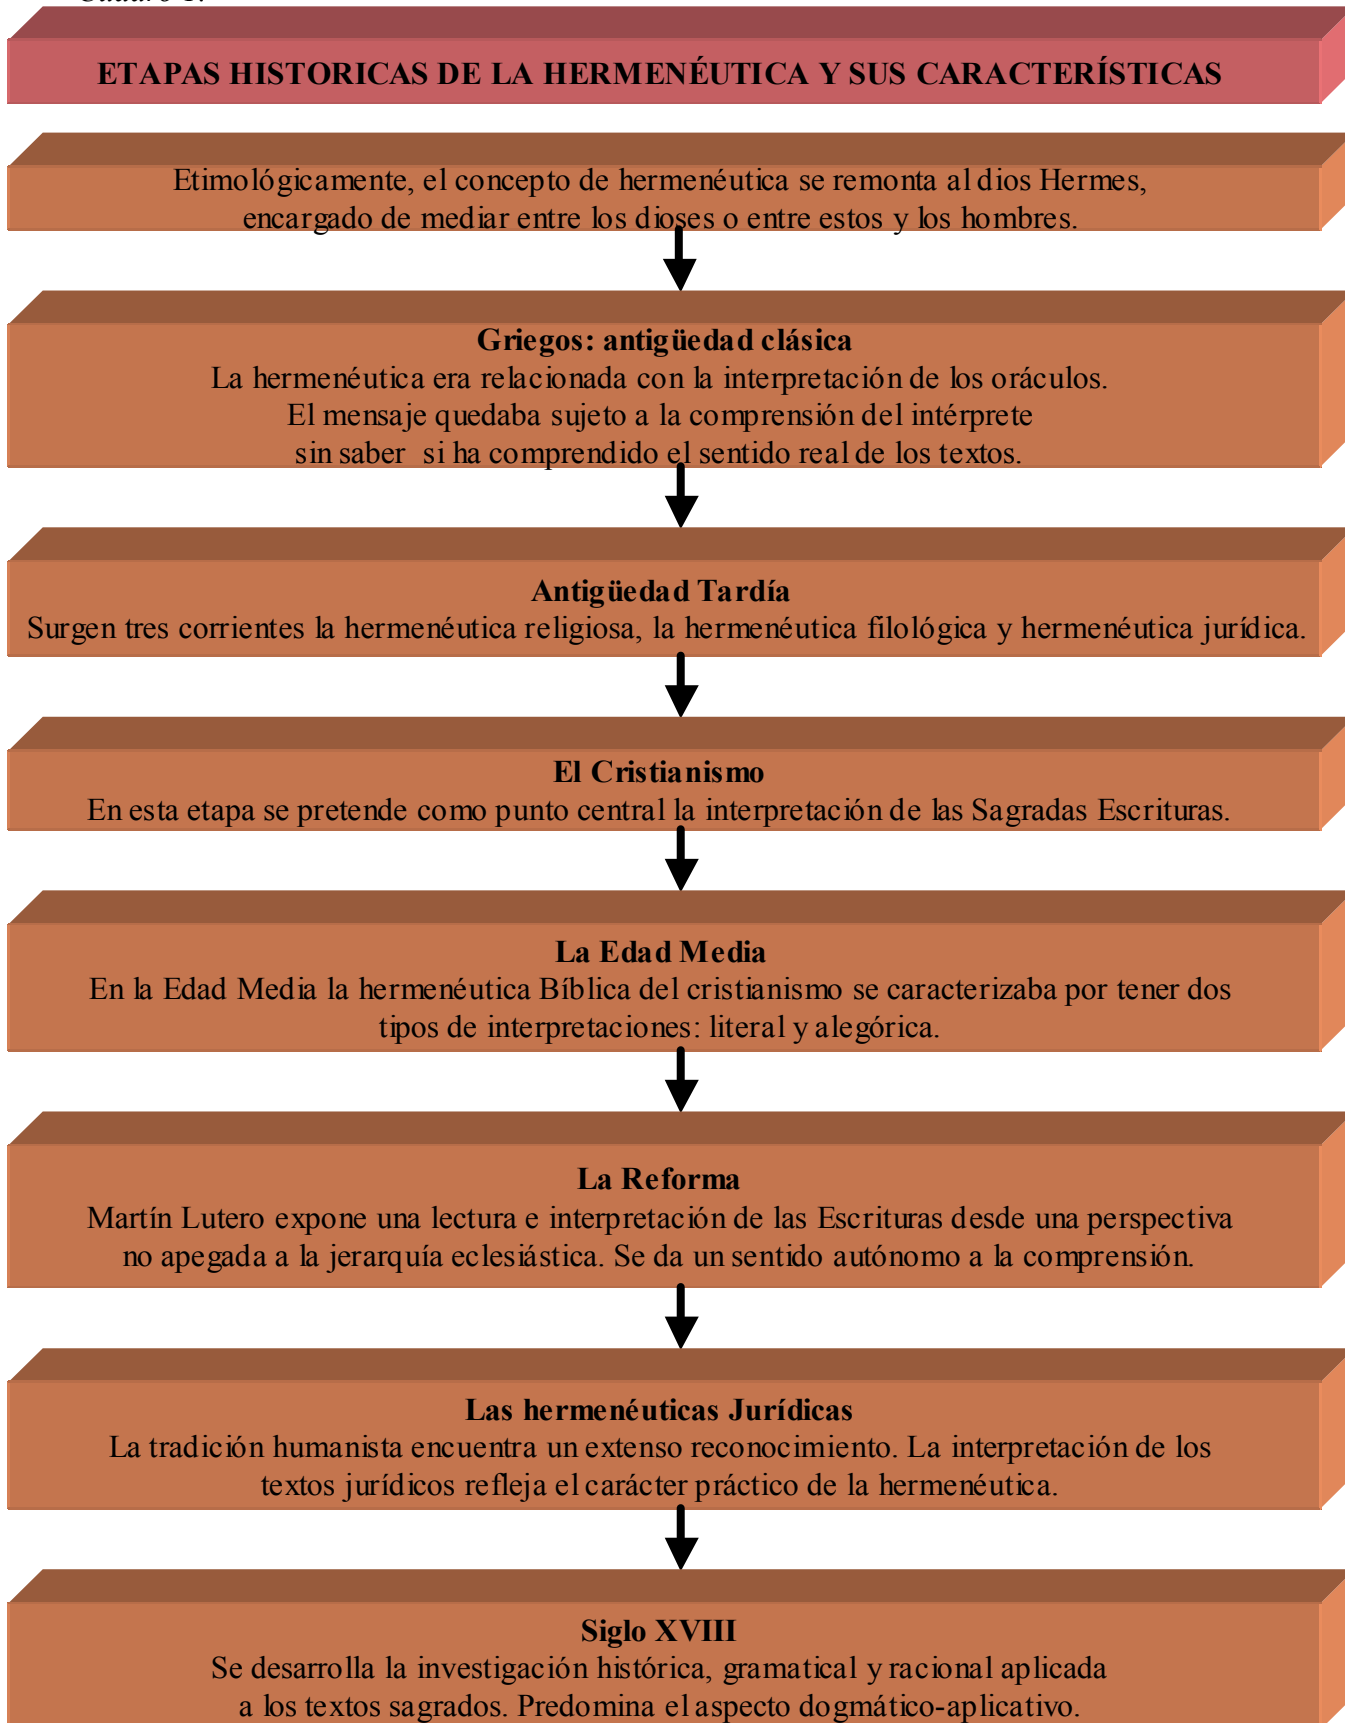 ETAPAS HISTORICAS DE LA HERMENÉUTICA Y SUS CARACTERÍSTICAS
Etimológicamente, el concepto de hermenéutica se remonta al dios Hermes,
encargado de mediar entre los dioses o entre estos y los hombres.
Griegos: antigüedad clásica
La hermenéutica era relacionada con la interpretación de los oráculos.
El mensaje quedaba sujeto a la comprensión del intérprete
sin saber si ha comprendido el sentido real de los textos.
Antigüedad Tardía
Surgen tres corrientes la hermenéutica religiosa, la hermenéutica filológica y hermenéutica jurídica.
El Cristianismo
En esta etapa se pretende como punto central la interpretación de las Sagradas Escrituras.
La Edad Media
En la Edad Media la hermenéutica Bíblica del cristianismo se caracterizaba por tener dos
tipos de interpretaciones: literal y alegórica.
La Reforma
Martín Lutero expone una lectura e interpretación de las Escrituras desde una perspectiva
no apegada a la jerarquía eclesiástica. Se da un sentido autónomo a la comprensión.
Las hermenéuticas Jurídicas
La tradición humanista encuentra un extenso reconocimiento. La interpretación de los
textos jurídicos refleja el carácter práctico de la hermenéutica.
Siglo XVIII
Se desarrolla la investigación histórica, gramatical y racional aplicada
a los textos sagrados. Predomina el aspecto dogmático-aplicativo.